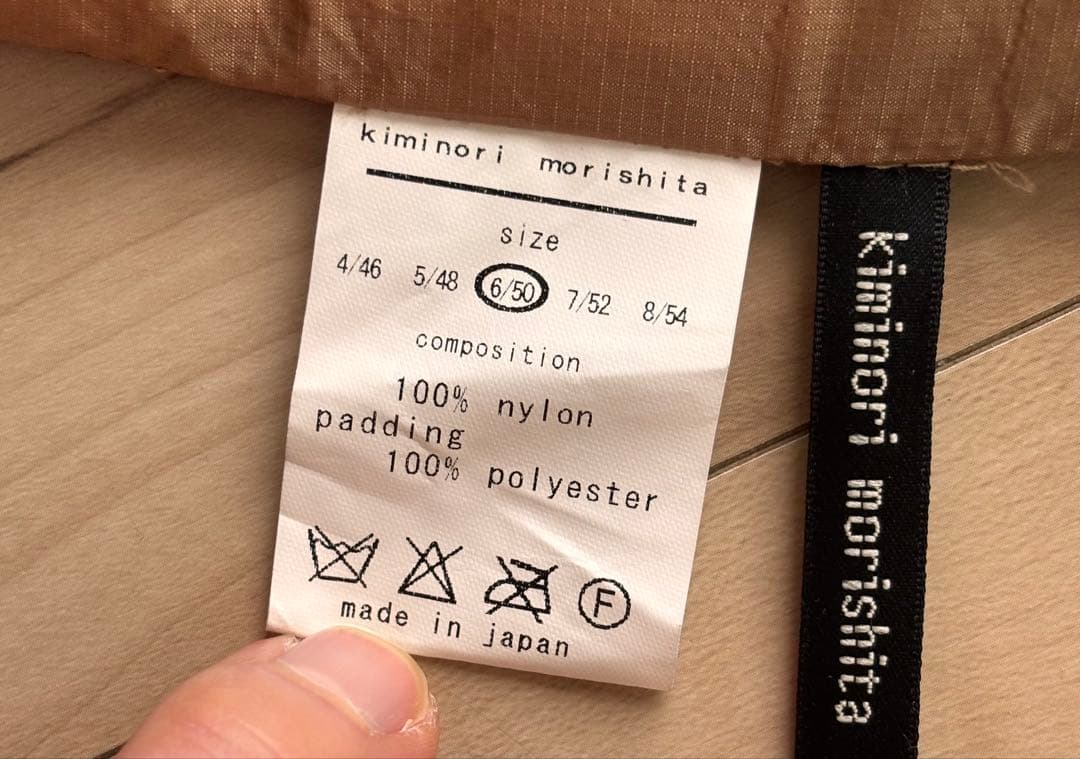 kiminori morishita
size
4/46 5/48 6/50 7/52 8/54
composition
100% nylon
padding
100% polyester
F
made in japan
kiminori morishita